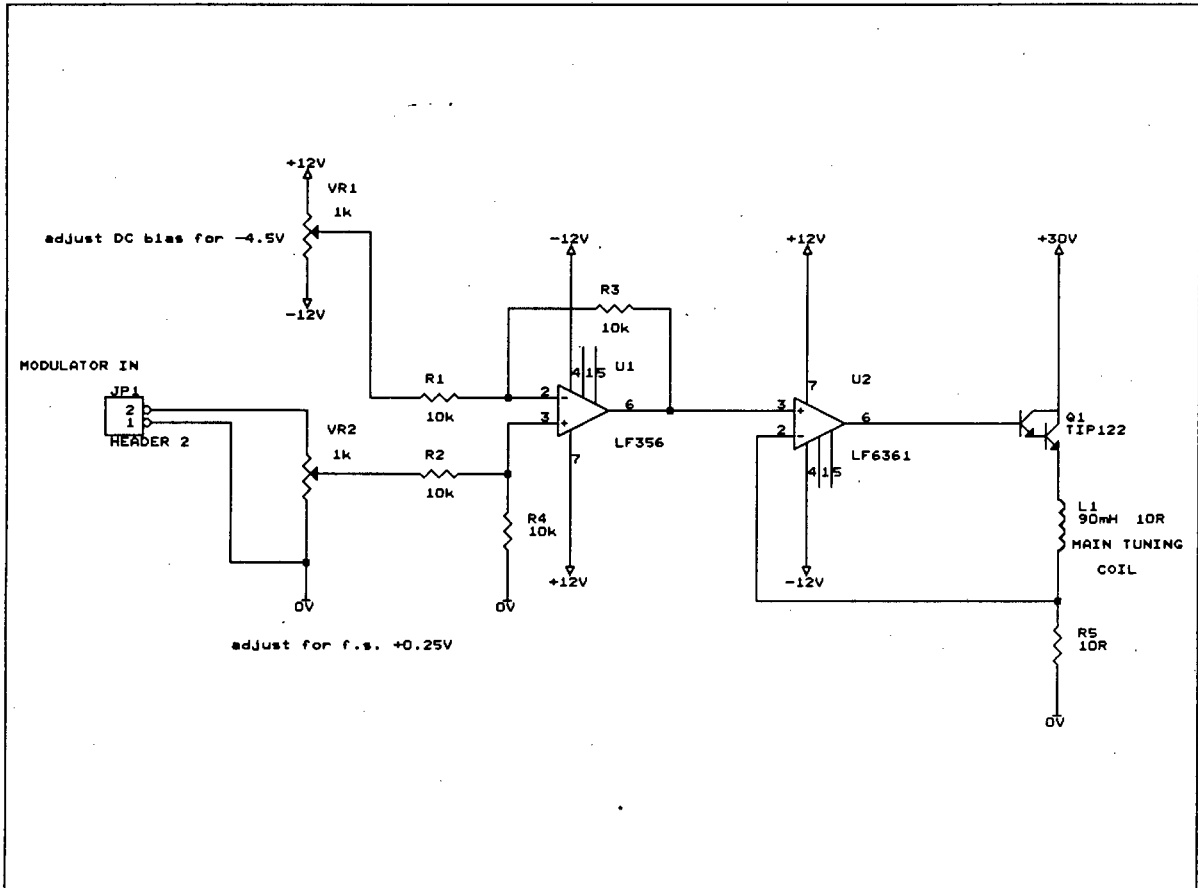 +12V
VR1
1k
adjust DC bias for -4.5V
-12V
MODULATOR IN
JP1
2
1
HEADER 2
VR2
1k
0V
adjust for f.s. +0.25V
R1
10k
R2
10k
-12V
R3
10k
4
1
5
U1
2
-
3
+
6
7
LF356
R4
10k
0V
+12V
+12V
7
U2
3
+
2
-
6
4
1
5
LF6361
-12V
+30V
Q1
TIP122
L1
90mH 10R
MAIN TUNING
COIL
R5
10R
0V